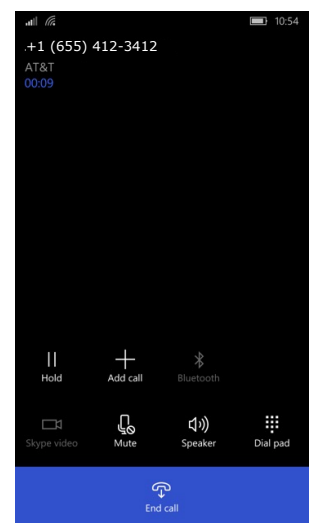 10:54
.+1 (655) 412-3412
AT&T
00:09
Hold Add call Bluetooth
Skype video Mute Speaker Dial pad
End call